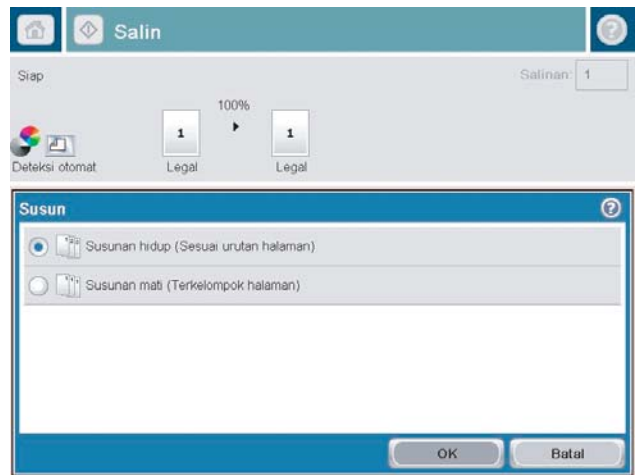 Salin
Siap
Salinan: 1
100%
1
1
Deteksi otomat
Legal
Legal
Susun
Susunan hidup (Sesuai urutan halaman)
Susunan mati (Terkelompok halaman)
OK
Batal